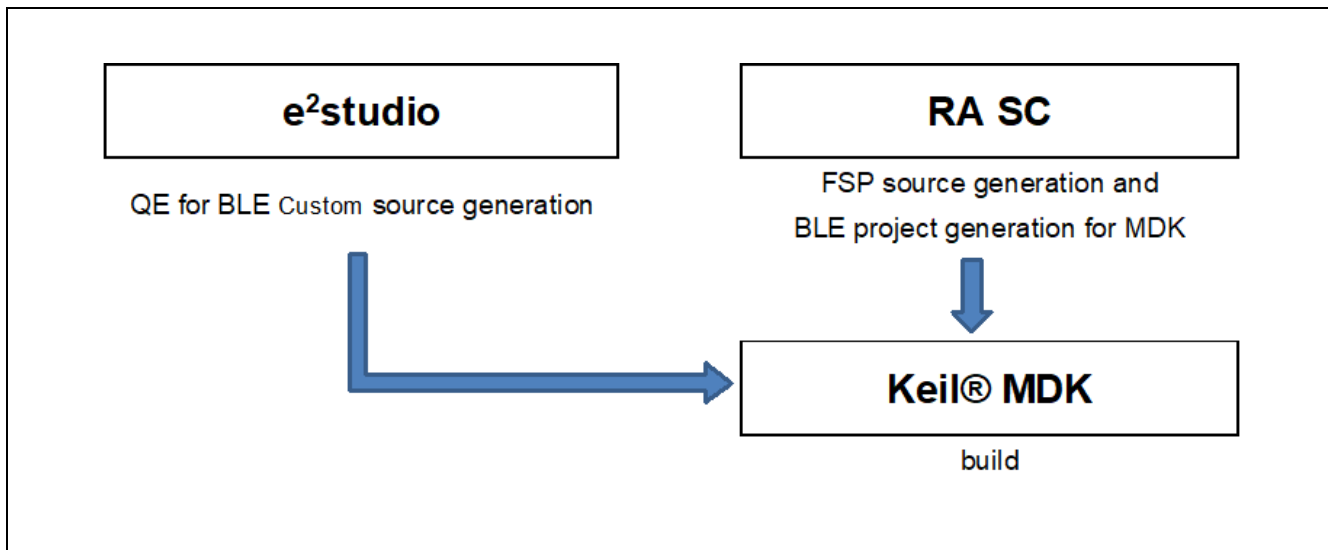 e²studio
RA SC
QE for BLE Custom source generation
FSP source generation and
BLE project generation for MDK
Keil® MDK
build